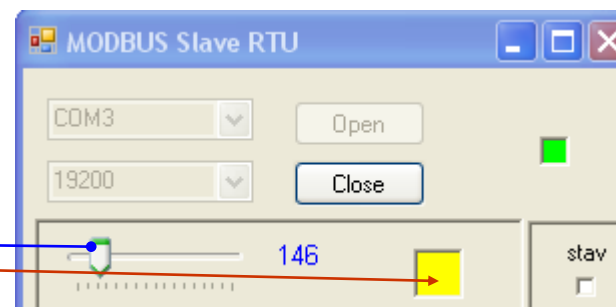 MODBUS Slave RTU
COM3
Open
19200
Close
146
stav